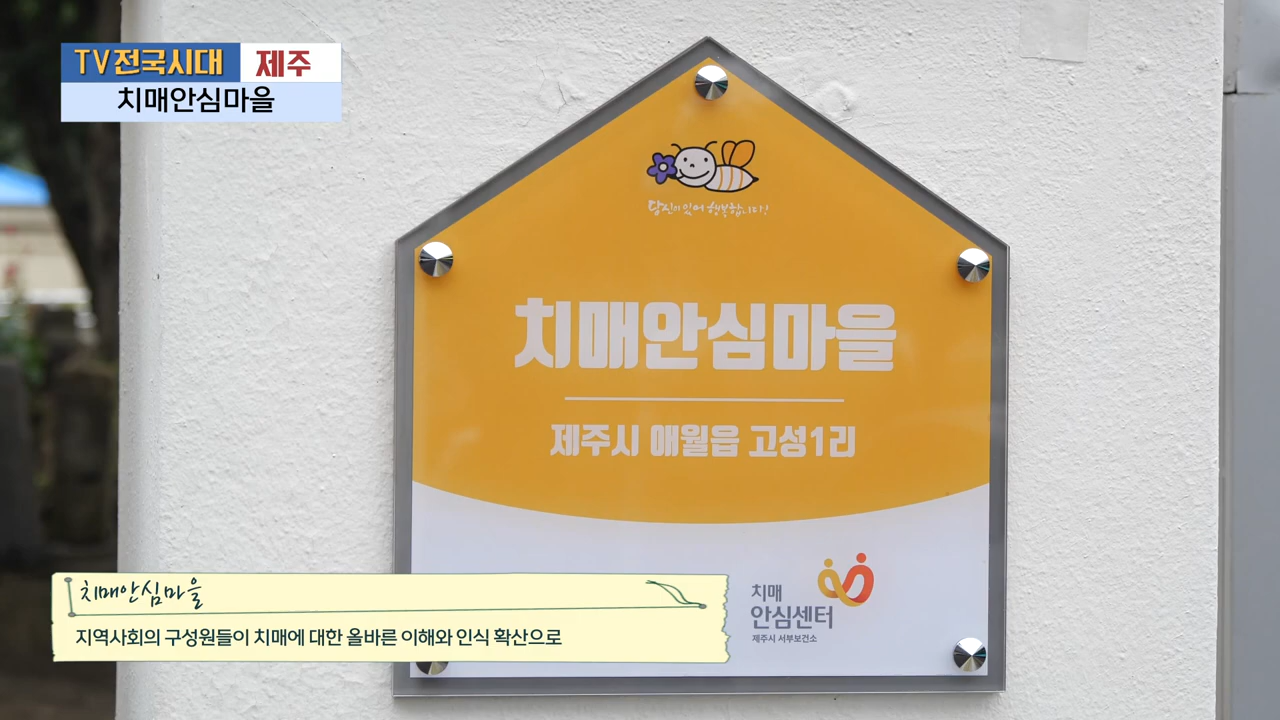 TV전국시대 제주
치매안심마을
당신이 있어 행복합니다!
치매안심마을
제주시 애월읍 고성1리
치매
안심센터
제주시 서부보건소
치매안심마을
지역사회의 구성원들이 치매에 대한 올바른 이해와 인식 확산으로